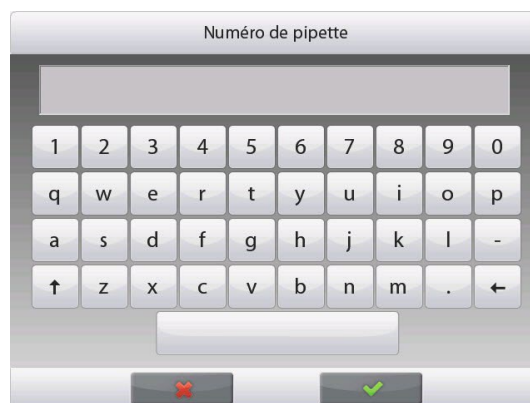 Numéro de pipette
1 2 3 4 5 6 7 8 9 0
q w e r t y u i o p
a s d f g h j k l -
↑ z x c v b n m . ←